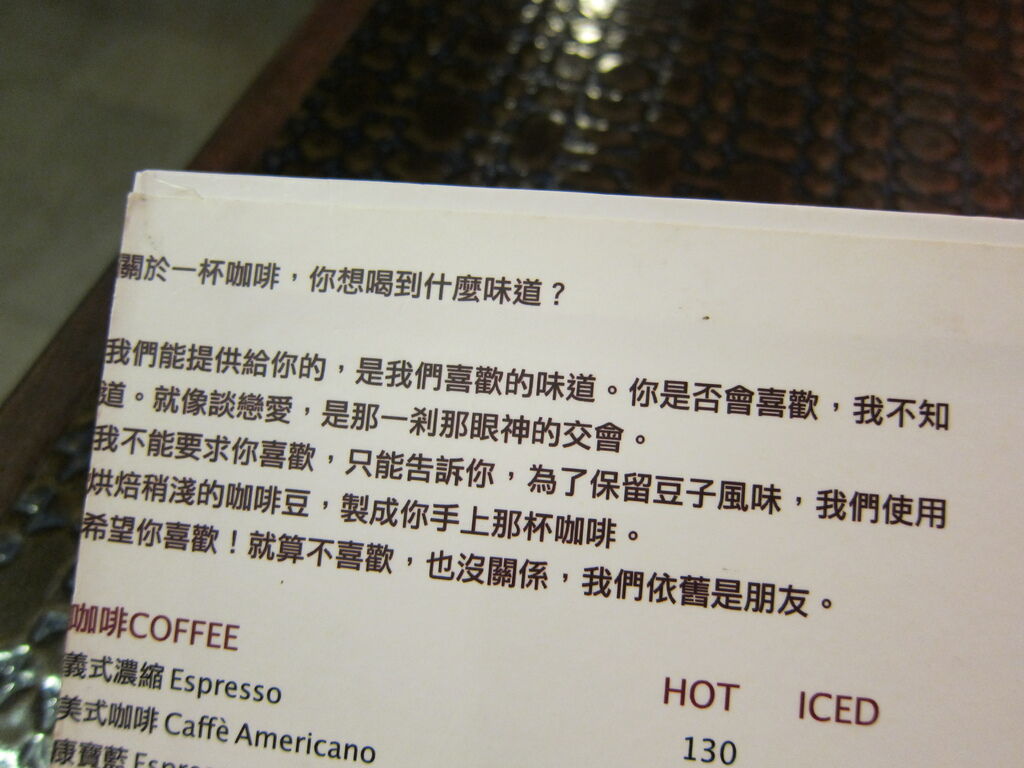 關於一杯咖啡，你想喝到什麼味道？
我們能提供給你的，是我們喜歡的味道。你是否會喜歡，我不知
道。就像談戀愛，是那一剎那眼神的交會。
我不能要求你喜歡，只能告訴你，為了保留豆子風味，我們使用
烘焙稍淺的咖啡豆，製成你手上那杯咖啡。
希望你喜歡！就算不喜歡，也沒關係，我們依舊是朋友。
咖啡COFFEE
HOT ICED
義式濃縮 Espresso
130
美式咖啡 Caffè Americano
康寶藍